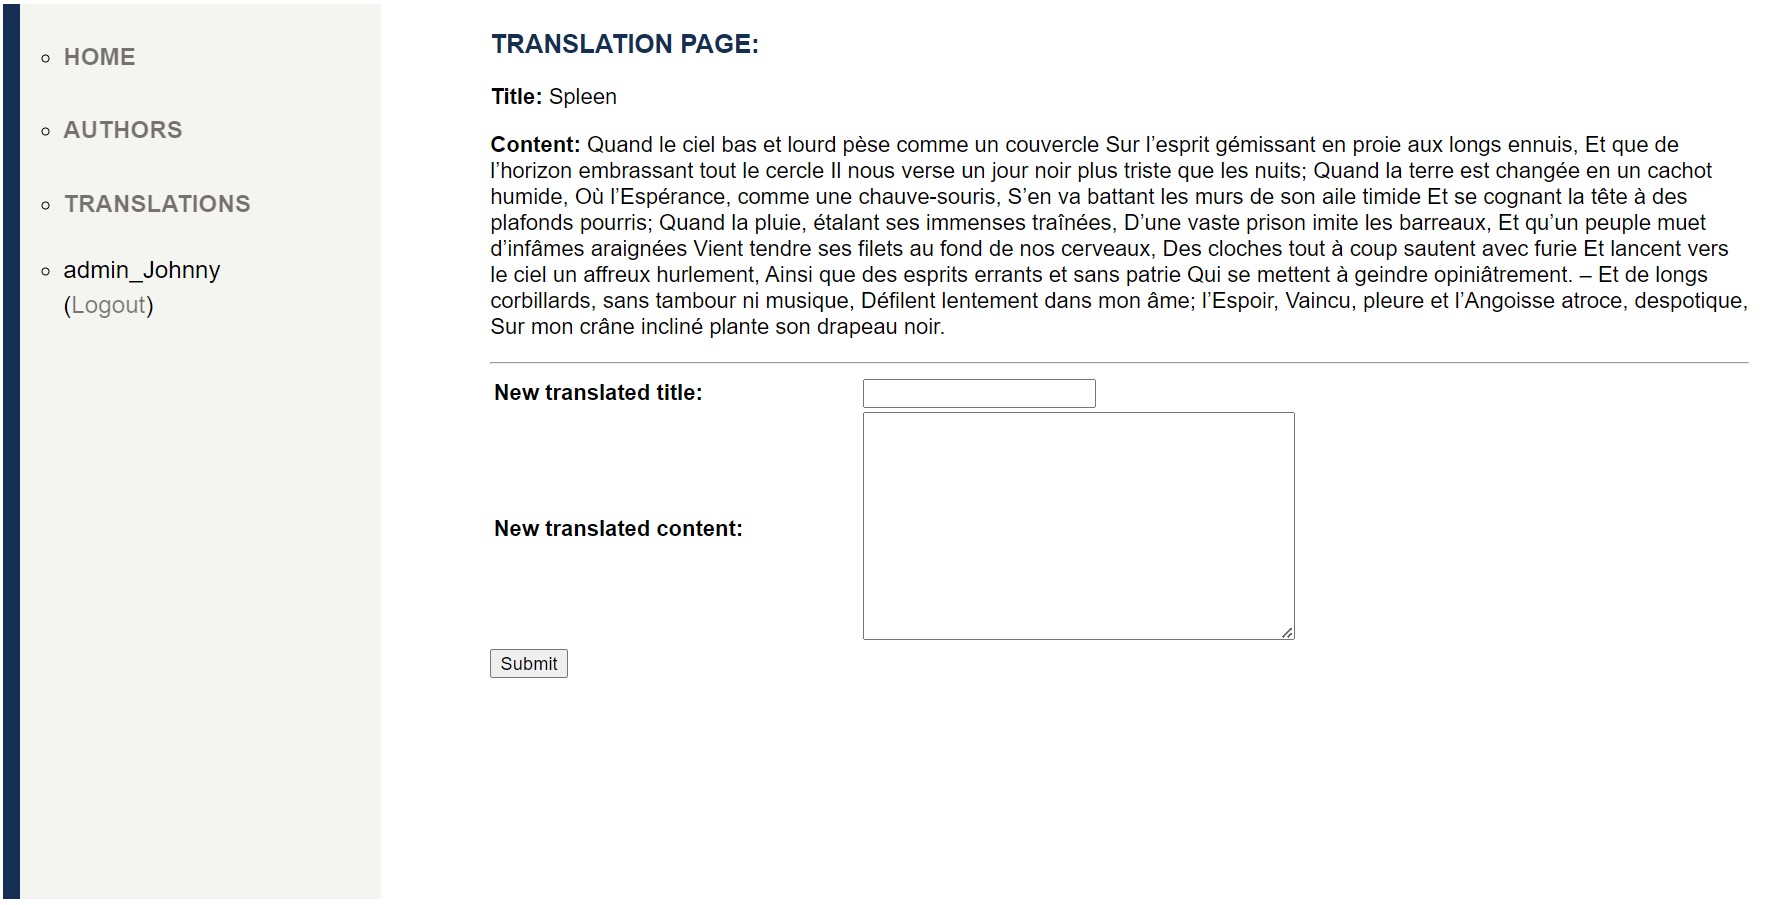 HOME
AUTHORS
TRANSLATIONS
admin_Johnny
(Logout)
TRANSLATION PAGE:
Title: Spleen
Content: Quand le ciel bas et lourd pèse comme un couvercle Sur l’esprit gémissant en proie aux longs ennuis, Et que de
l’horizon embrassant tout le cercle Il nous verse un jour noir plus triste que les nuits; Quand la terre est changée en un cachot
humide, Où l’Espérance, comme une chauve-souris, S’en va battant les murs de son aile timide Et se cognant la tête à des
plafonds pourris; Quand la pluie, étalant ses immenses traînées, D’une vaste prison imite les barreaux, Et qu’un peuple muet
d’infâmes araignées Vient tendre ses filets au fond de nos cerveaux, Des cloches tout à coup sautent avec furie Et lancent vers
le ciel un affreux hurlement, Ainsi que des esprits errants et sans patrie Qui se mettent à geindre opiniâtrement. – Et de longs
corbillards, sans tambour ni musique, Défilent lentement dans mon âme; l’Espoir, Vaincu, pleure et l’Angoisse atroce, despotique,
Sur mon crâne incliné plante son drapeau noir.
New translated title:
New translated content:
Submit